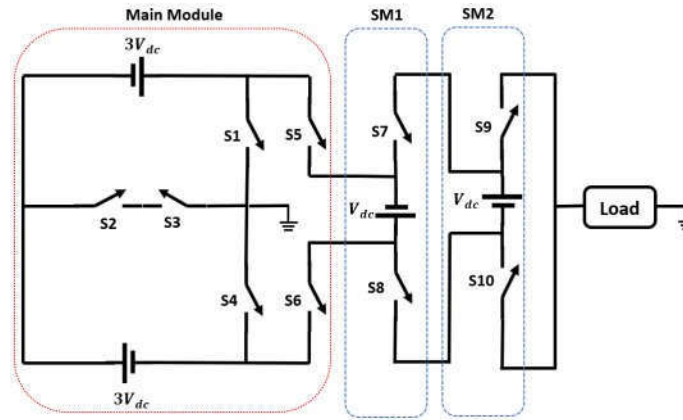 Main Module
SM1
SM2
3V_dc
S1
S5
S7
S9
S2
S3
V_dc
V_dc
Load
S4
S6
S8
S10
3V_dc